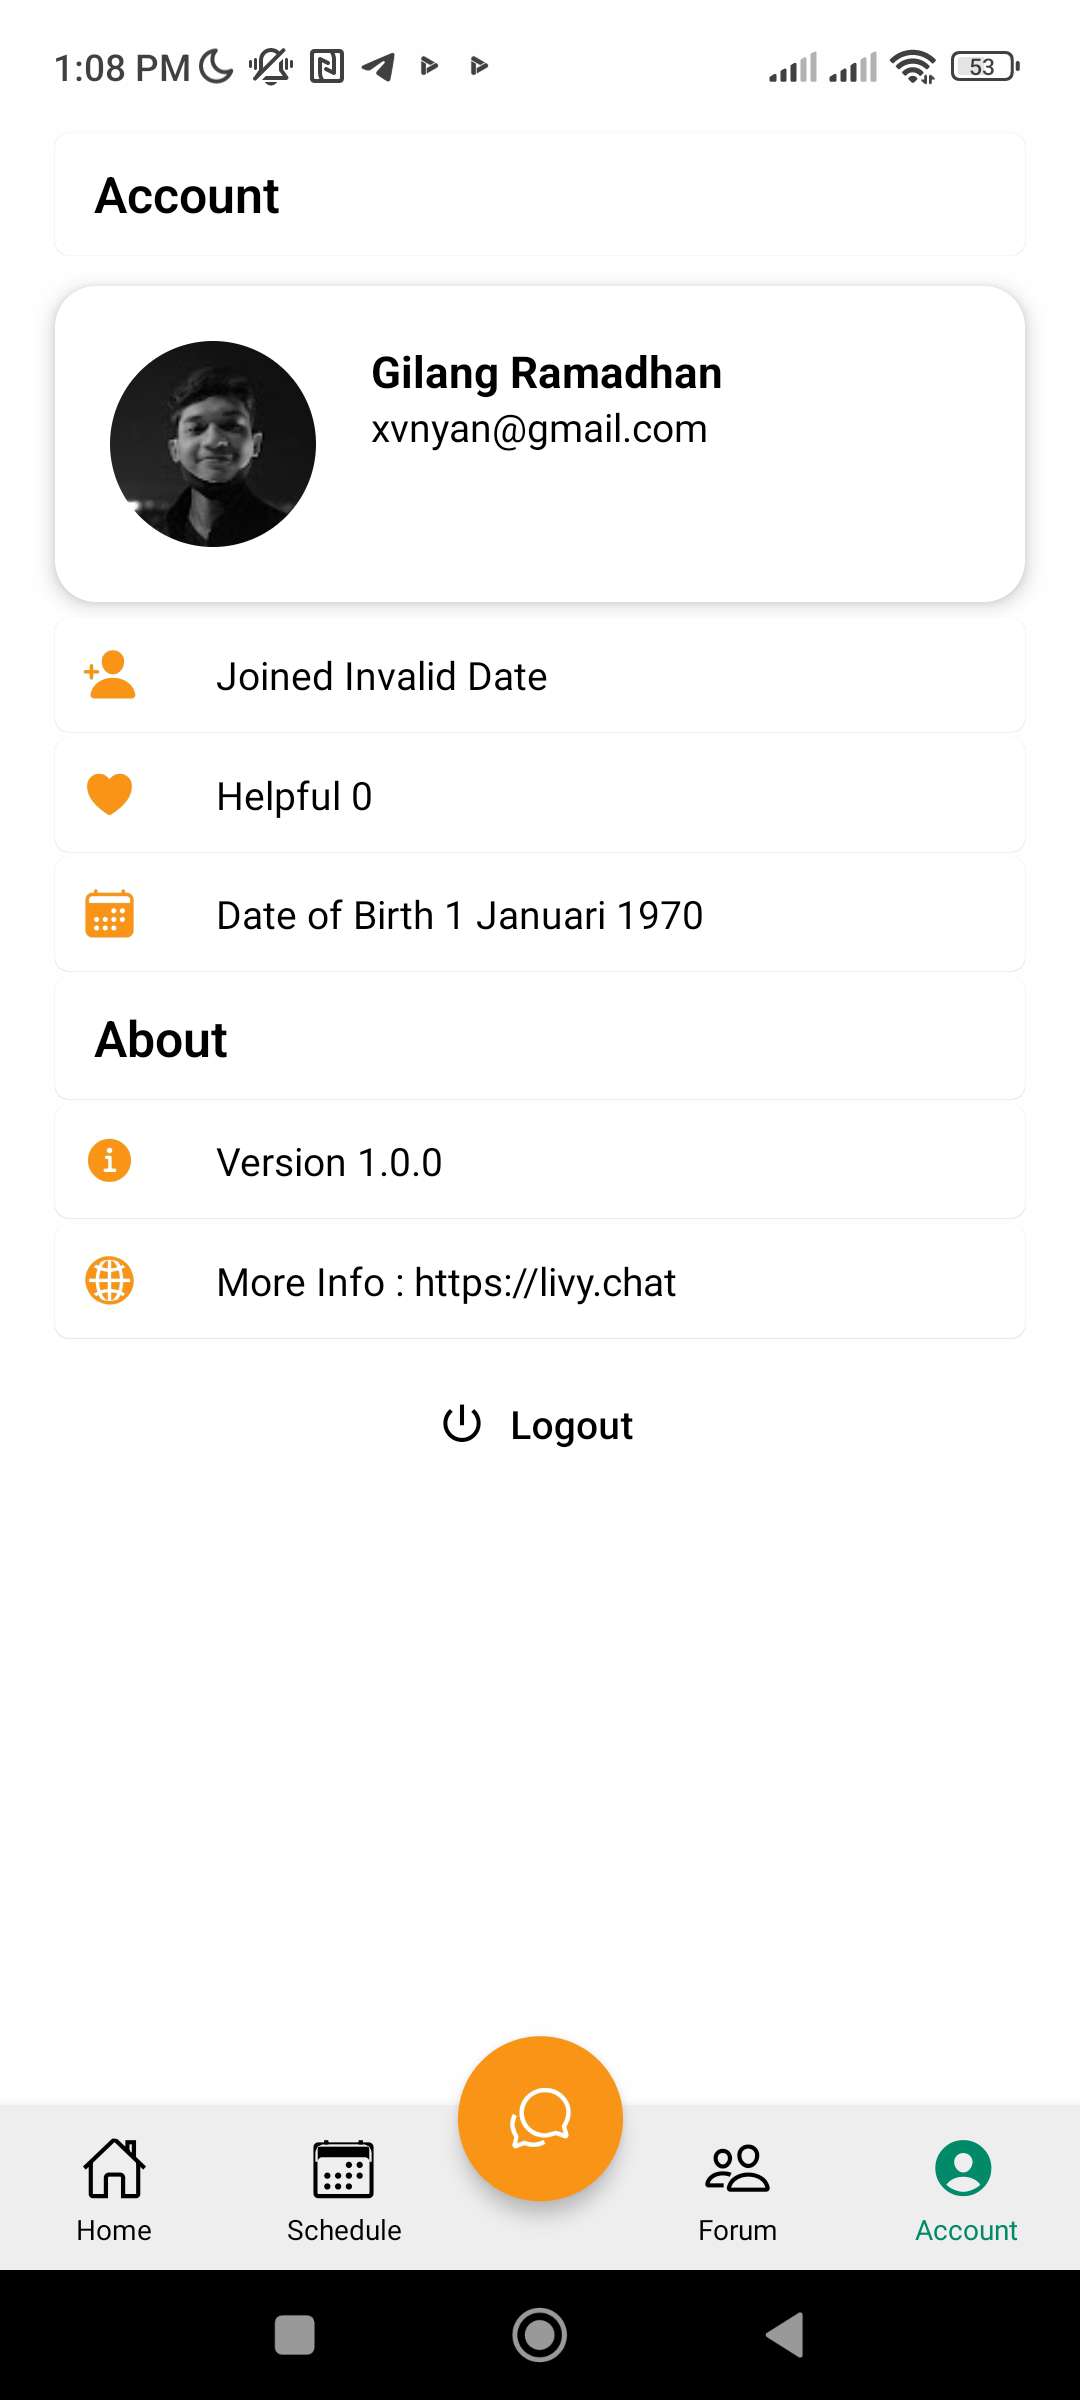 1:08 PM
53
Account
Gilang Ramadhan
xvnyan@gmail.com
Joined Invalid Date
Helpful 0
Date of Birth 1 Januari 1970
About
Version 1.0.0
More Info : https://livy.chat
Logout
Home
Schedule
Forum
Account